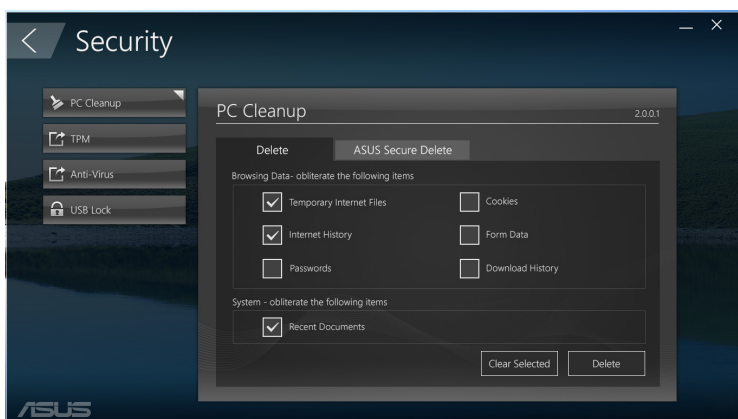 Security
PC Cleanup
TPM
Anti-Virus
USB Lock
PC Cleanup 2.0.0.1
Delete ASUS Secure Delete
Browsing Data- obliterate the following items
Temporary Internet Files Cookies
Internet History Form Data
Passwords Download History
System - obliterate the following items
Recent Documents
Clear Selected Delete
ASUS